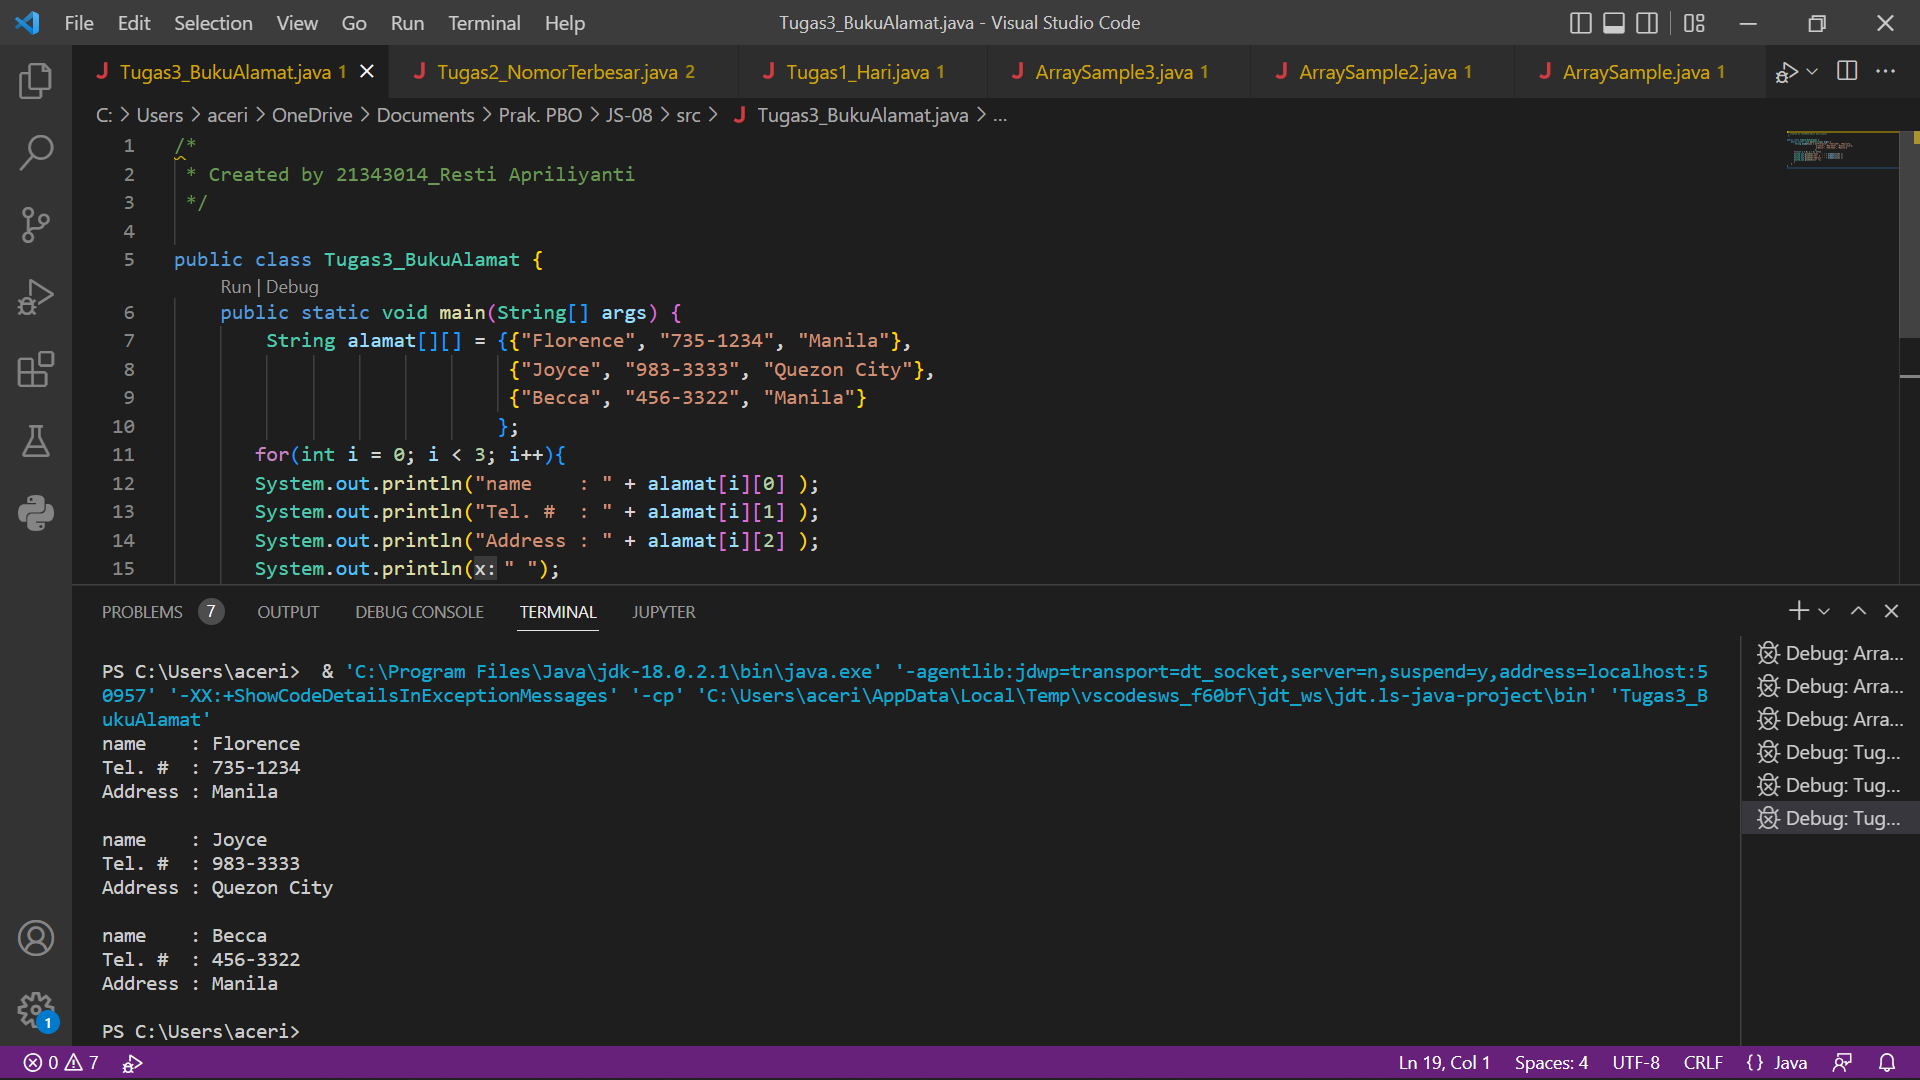 File Edit Selection View Go Run Terminal Help Tugas3_BukuAlamat.java - Visual Studio Code
Tugas3_BukuAlamat.java 1 Tugas2_NomorTerbesar.java 2 Tugas1_Hari.java 1 ArraySample3.java 1 ArraySample2.java 1 ArraySample.java 1 ...
C: > Users > aceri > OneDrive > Documents > Prak. PBO > JS-08 > src > J Tugas3_BukuAlamat.java > ...
1 /*
2 * Created by 21343014_Resti Apriliyanti
3 */
4
5 public class Tugas3_BukuAlamat {
Run | Debug
6 public static void main(String[] args) {
7 String alamat[][] = {{"Florence", "735-1234", "Manila"},
8 {"Joyce", "983-3333", "Quezon City"},
9 {"Becca", "456-3322", "Manila"}
10 };
11 for(int i = 0; i < 3; i++){
12 System.out.println("name    : " + alamat[i][0] );
13 System.out.println("Tel. #  : " + alamat[i][1] );
14 System.out.println("Address : " + alamat[i][2] );
15 System.out.println(x: " ");
PROBLEMS 7 OUTPUT DEBUG CONSOLE TERMINAL JUPYTER
PS C:\Users\aceri>  & 'C:\Program Files\Java\jdk-18.0.2.1\bin\java.exe' '-agentlib:jdwp=transport=dt_socket,server=n,suspend=y,address=localhost:5
0957' '-XX:+ShowCodeDetailsInExceptionMessages' '-cp' 'C:\Users\aceri\AppData\Local\Temp\vscodesws_f60bf\jdt_ws\jdt.ls-java-project\bin' 'Tugas3_B
ukuAlamat'
name    : Florence
Tel. #  : 735-1234
Address : Manila
name    : Joyce
Tel. #  : 983-3333
Address : Quezon City
name    : Becca
Tel. #  : 456-3322
Address : Manila
PS C:\Users\aceri>
Debug: Arra...
Debug: Arra...
Debug: Arra...
Debug: Tug...
Debug: Tug...
Debug: Tug...
1
0 7 Ln 19, Col 1 Spaces: 4 UTF-8 CRLF {} Java